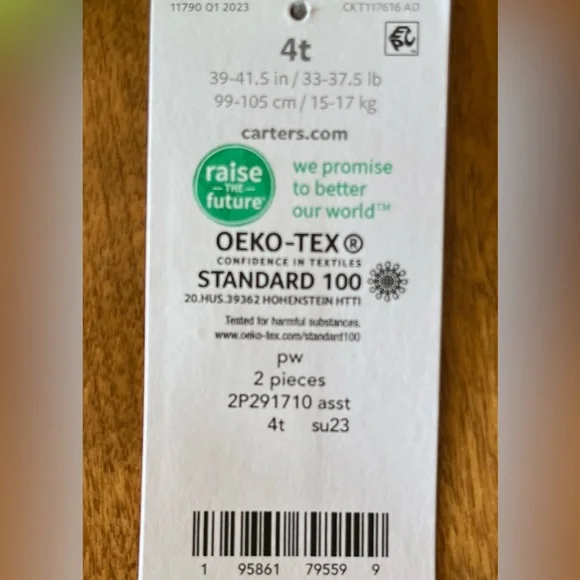 11790 Q1 2023 CKT117616 AD
4t
39-41.5 in / 33-37.5 lb
99-105 cm / 15-17 kg
carters.com
raise
THE
future
we promise
to better
our world™
OEKO-TEX®
CONFIDENCE IN TEXTILES
STANDARD 100
20.HUS.39362 HOHENSTEIN HTTI
Tested for harmful substances.
www.oeko-tex.com/standard100
pw
2 pieces
2P291710 asst
4t su23
1 95861 79559 9